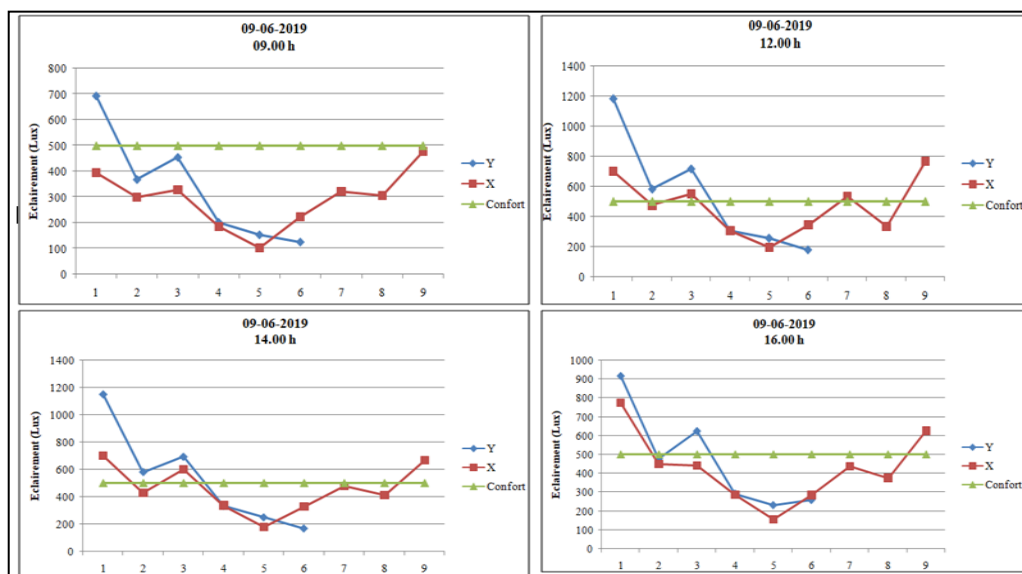 09-06-2019
09.00 h
Eclairement (Lux)
800
700
600
500
400
300
200
100
0
1 2 3 4 5 6 7 8 9
Y
X
Confort
09-06-2019
12.00 h
Eclairement (Lux)
1400
1200
1000
800
600
400
200
0
1 2 3 4 5 6 7 8 9
Y
X
Confort
09-06-2019
14.00 h
Eclairement (Lux)
1400
1200
1000
800
600
400
200
0
1 2 3 4 5 6 7 8 9
Y
X
Confort
09-06-2019
16.00 h
Eclairement (Lux)
1000
900
800
700
600
500
400
300
200
100
0
1 2 3 4 5 6 7 8 9
Y
X
Confort